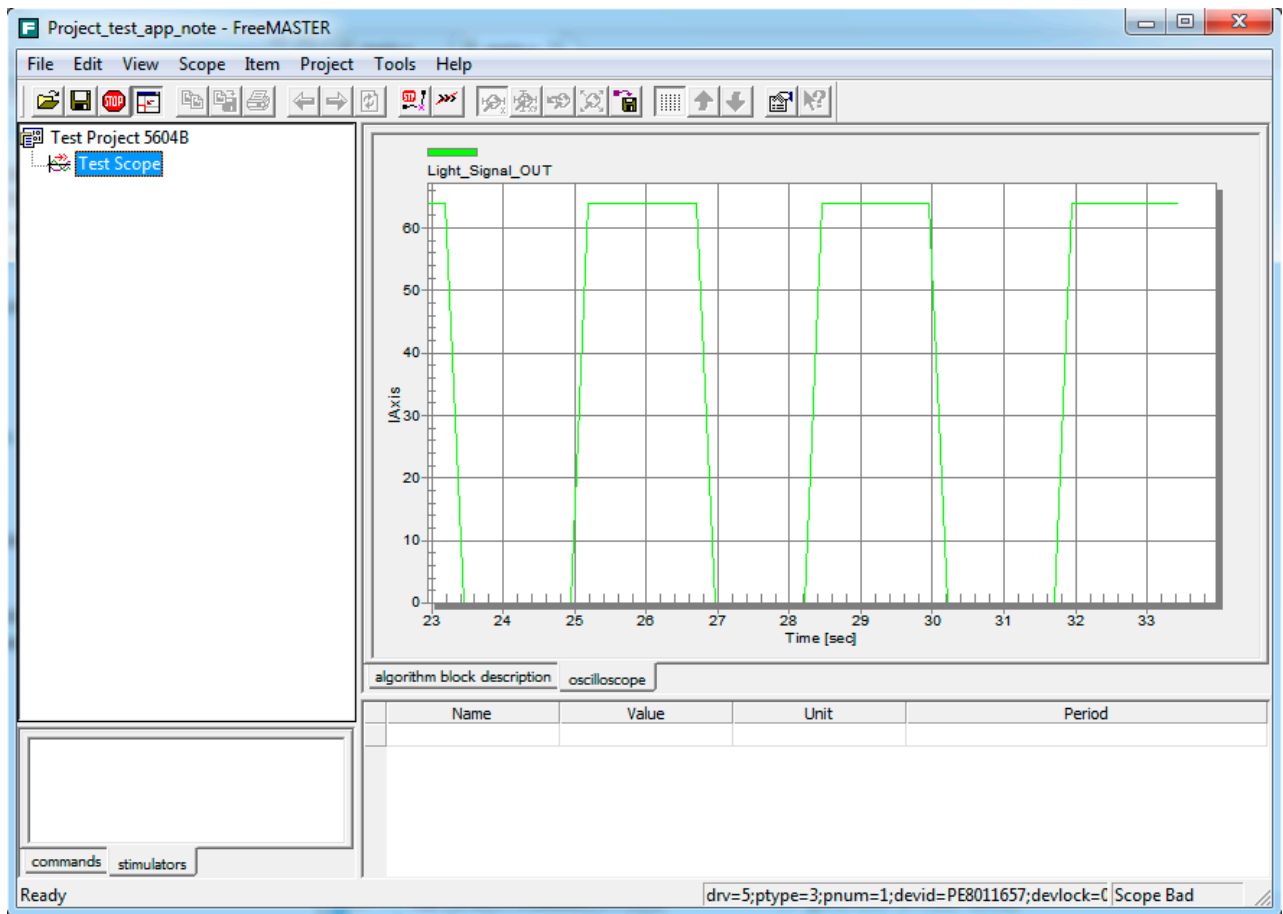 Project_test_app_note - FreeMASTER
File Edit View Scope Item Project Tools Help
STOP
Test Project 5604B
Test Scope
Light_Signal_OUT
60
50
40
30
20
10
0
IAxis
23 24 25 26 27 28 29 30 31 32 33
Time [sec]
algorithm block description oscilloscope
Name Value Unit Period
commands stimulators
Ready drv=5;ptype=3;pnum=1;devid=PE8011657;devlock=0 Scope Bad